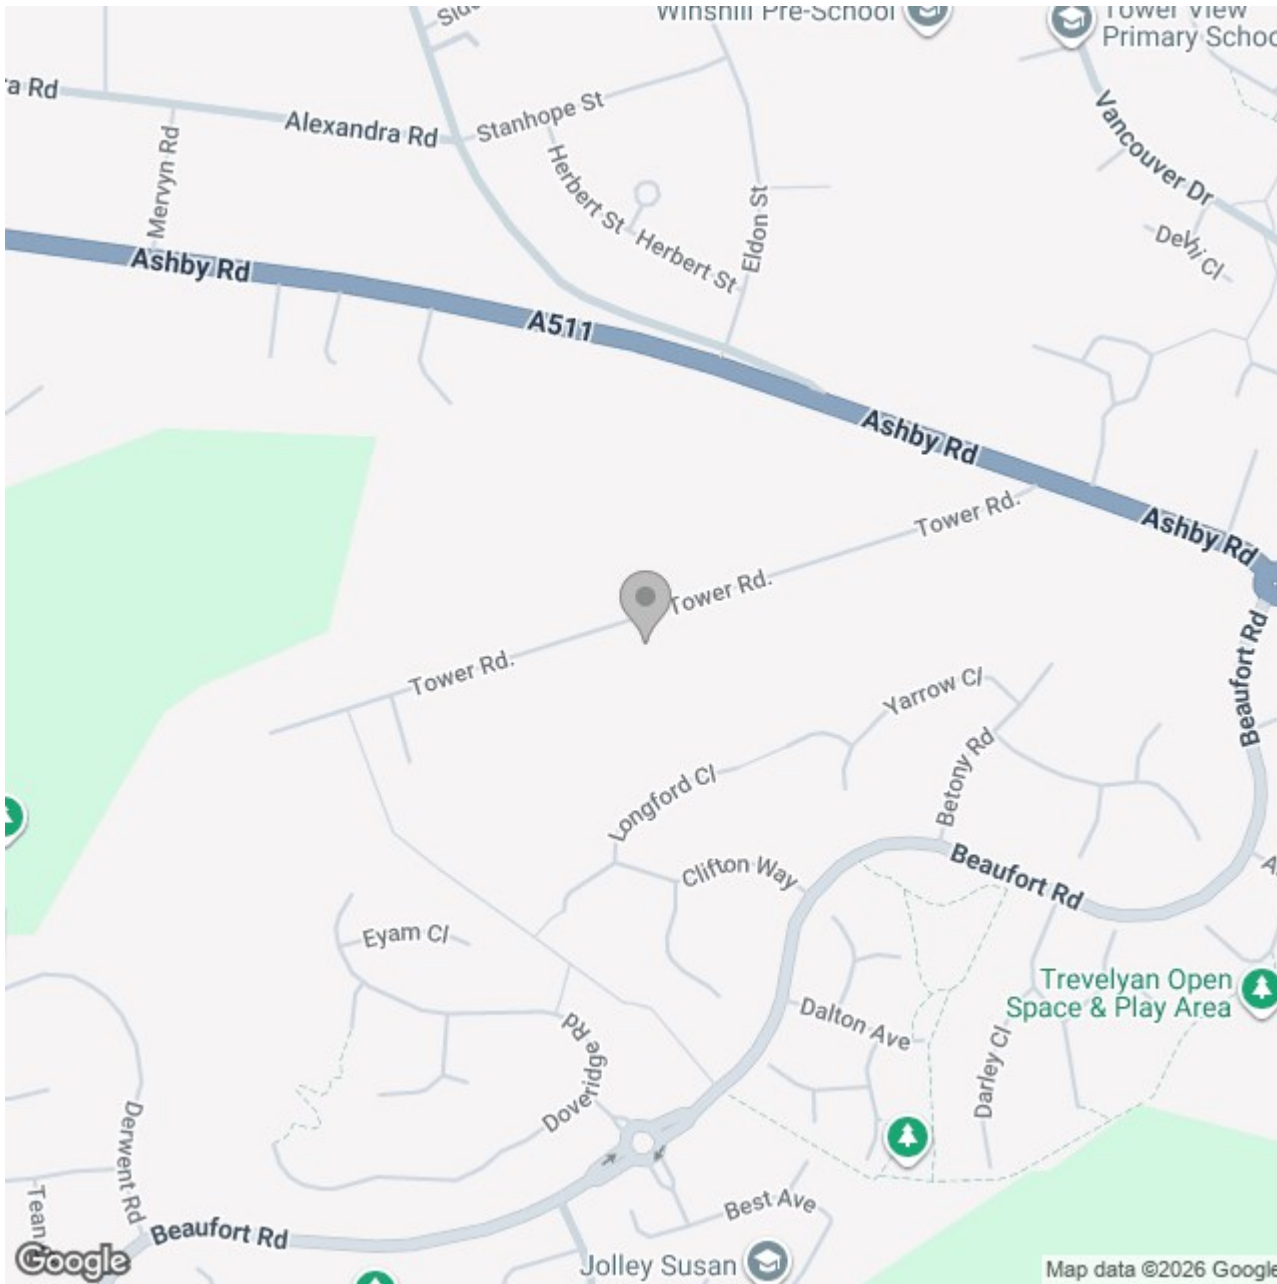 Winshill Pre-School
Tower View
Primary Schoo
a Rd
Alexandra Rd
Stanhope St
Mervyn Rd
Herbert St
Herbert St
Eldon St
Vancouver Dr
Delhi Cl
Ashby Rd
A511
Ashby Rd
Ashby Rd
Tower Rd.
Tower Rd.
Tower Rd.
Beaufort Rd
Yarrow Cl
Betony Rd
Longford Cl
Clifton Way
Beaufort Rd
Eyam Cl
Trevelyan Open
Space & Play Area
Dalton Ave
Darley Cl
Doveridge Rd
Derwent Rd
Tean
Best Ave
Beaufort Rd
Jolley Susan
Google
Map data ©2026 Google